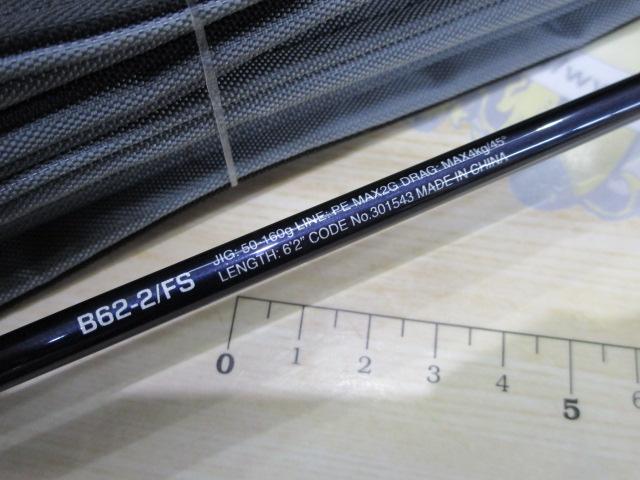 B62-2/FS
JIG: 50-160g LINE: PE MAX2G DRAG: MAX4kg/45°
LENGTH: 6'2" CODE No.301543 MADE IN CHINA
0 1 2 3 4 5 6